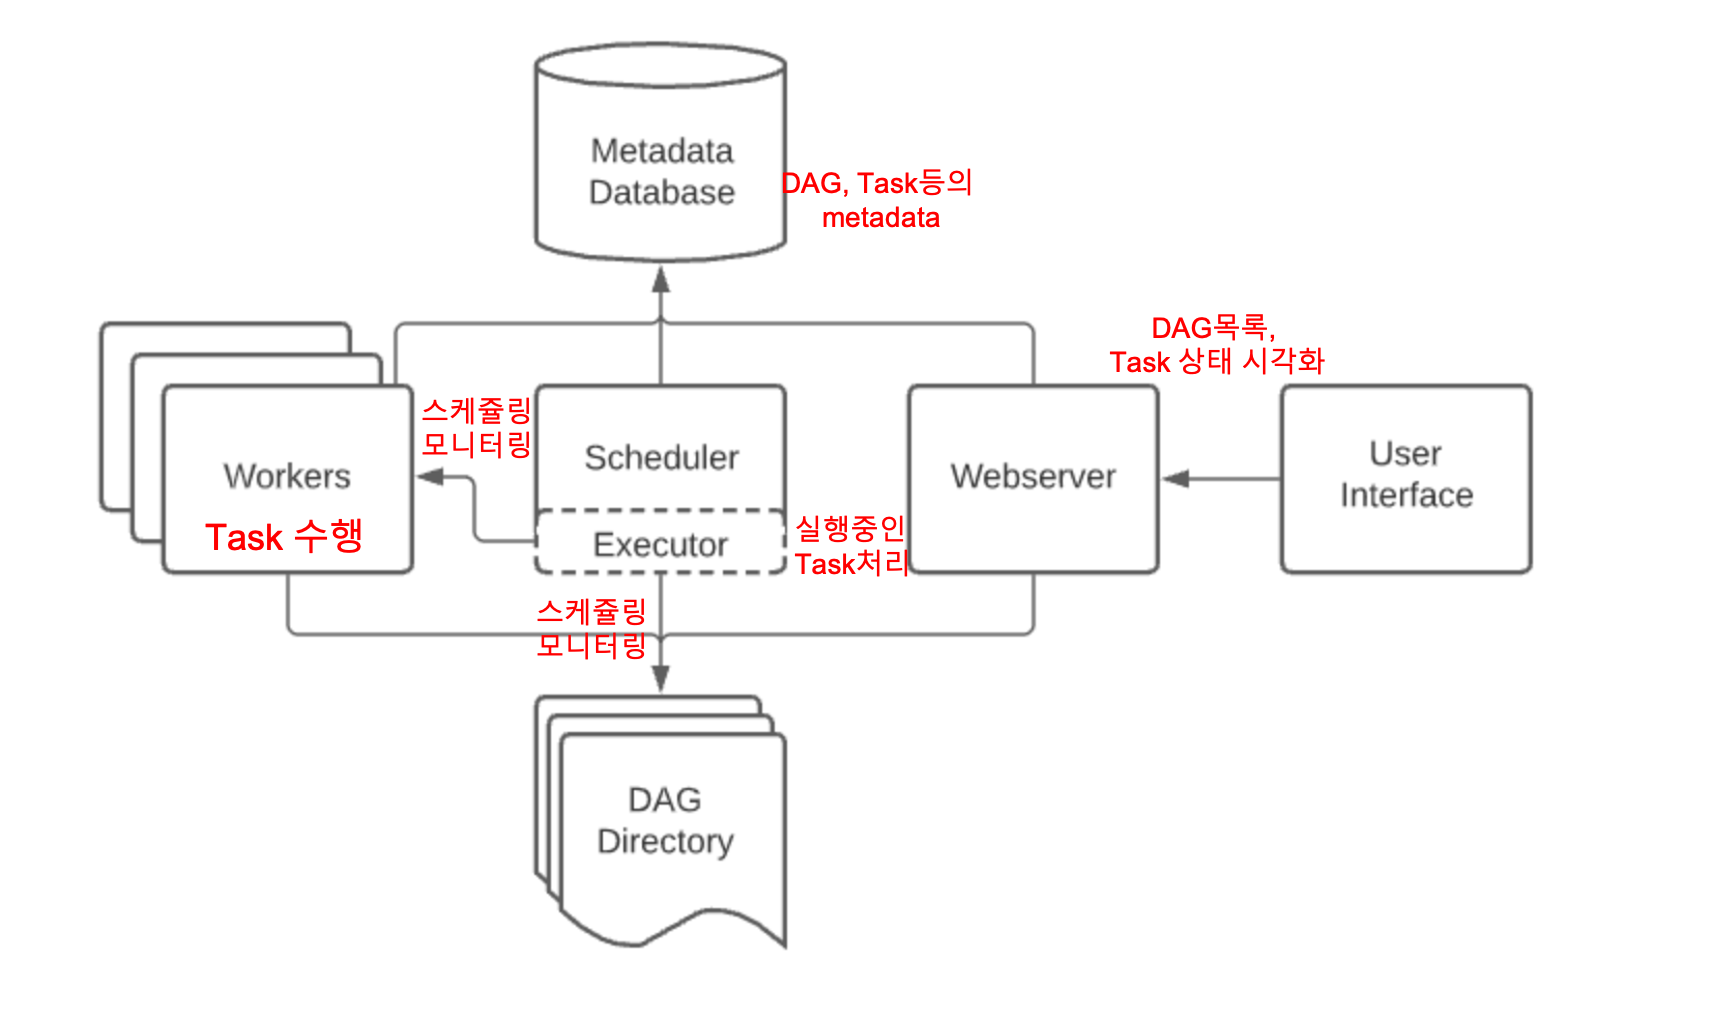 Metadata
Database
DAG, Task등의
metadata
DAG목록,
Task 상태 시각화
스케쥴링
모니터링
Workers
Task 수행
Scheduler
Executor
실행중인
Task처리
Webserver
User
Interface
스케쥴링
모니터링
DAG
Directory